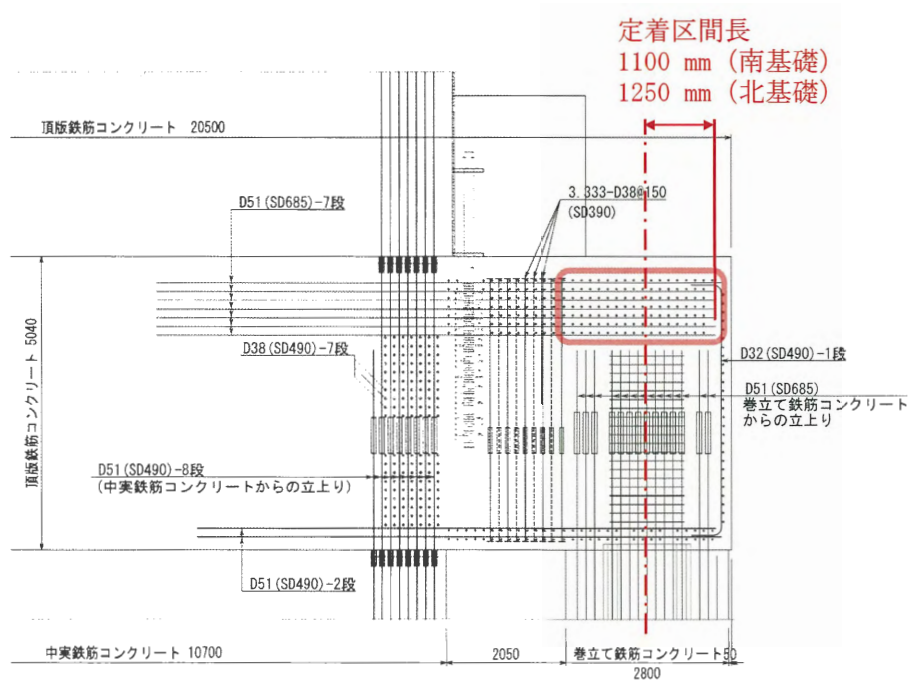 定着区間長
1100 mm (南基礎)
1250 mm (北基礎)
頂版鉄筋コンクリート 20500
3.333-D38@150
(SD390)
D51(SD685)-7段
頂版鉄筋コンクリート 5040
D38(SD490)-7段
D32(SD490)-1段
D51(SD685)
巻立て鉄筋コンクリート
からの立上り
D51(SD490)-8段
(中実鉄筋コンクリートからの立上り)
D51(SD490)-2段
中実鉄筋コンクリート 10700
2050
巻立て鉄筋コンクリート
50
2800